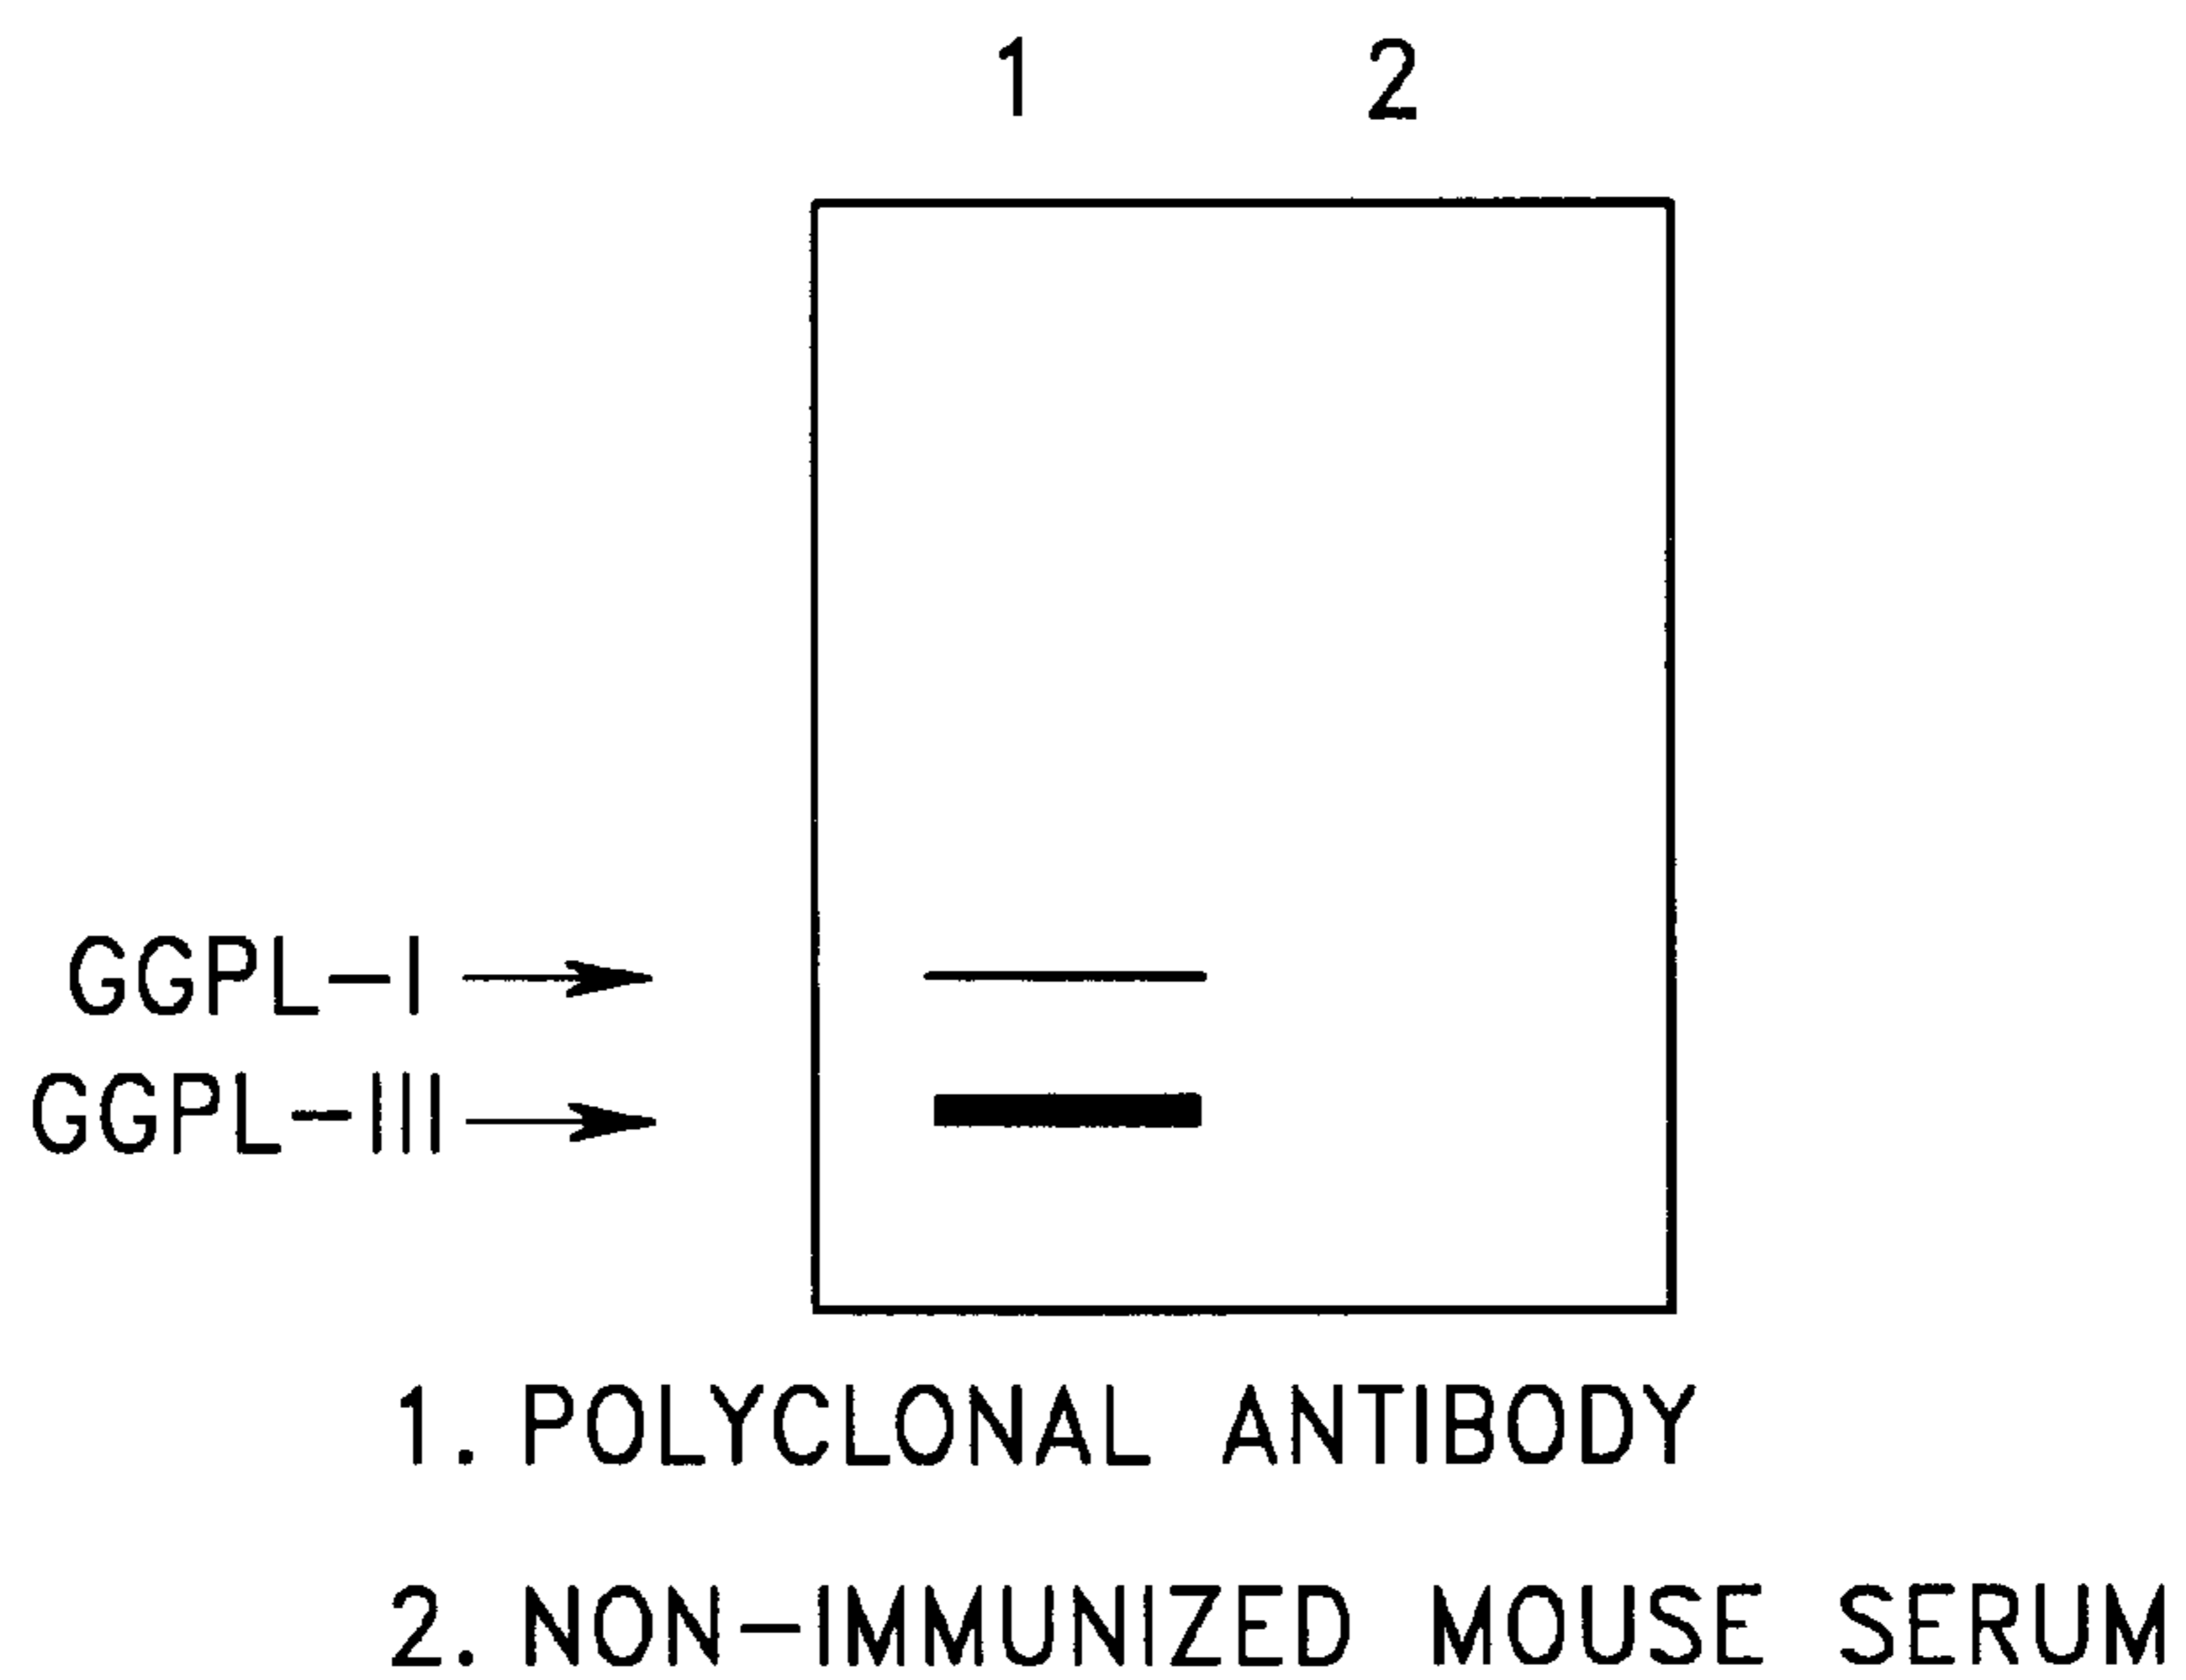 1 2
GGPL-I
GGPL-III
1. POLYCLONAL ANTIBODY
2. NON-IMMUNIZED MOUSE SERUM